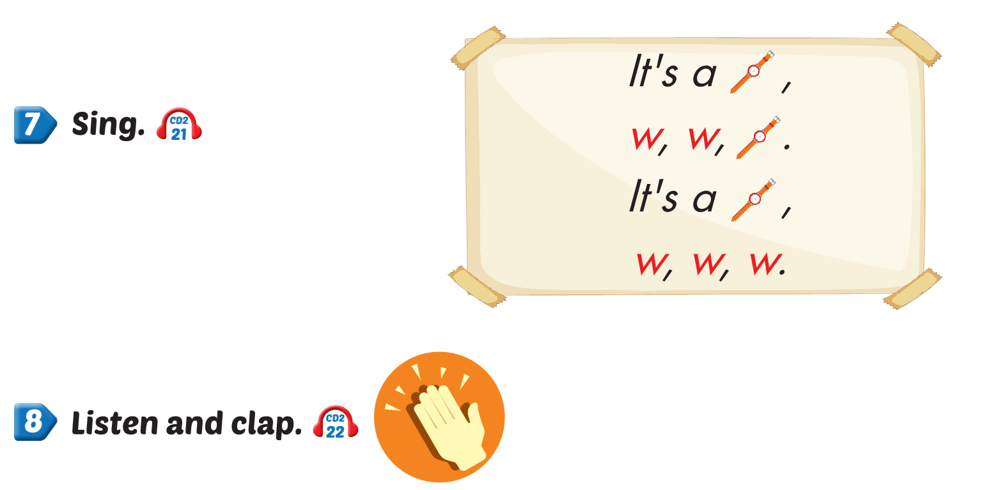 7 Sing. CD2 21
It's a ,
w, w, .
It's a ,
w, w, w.
8 Listen and clap. CD2 22